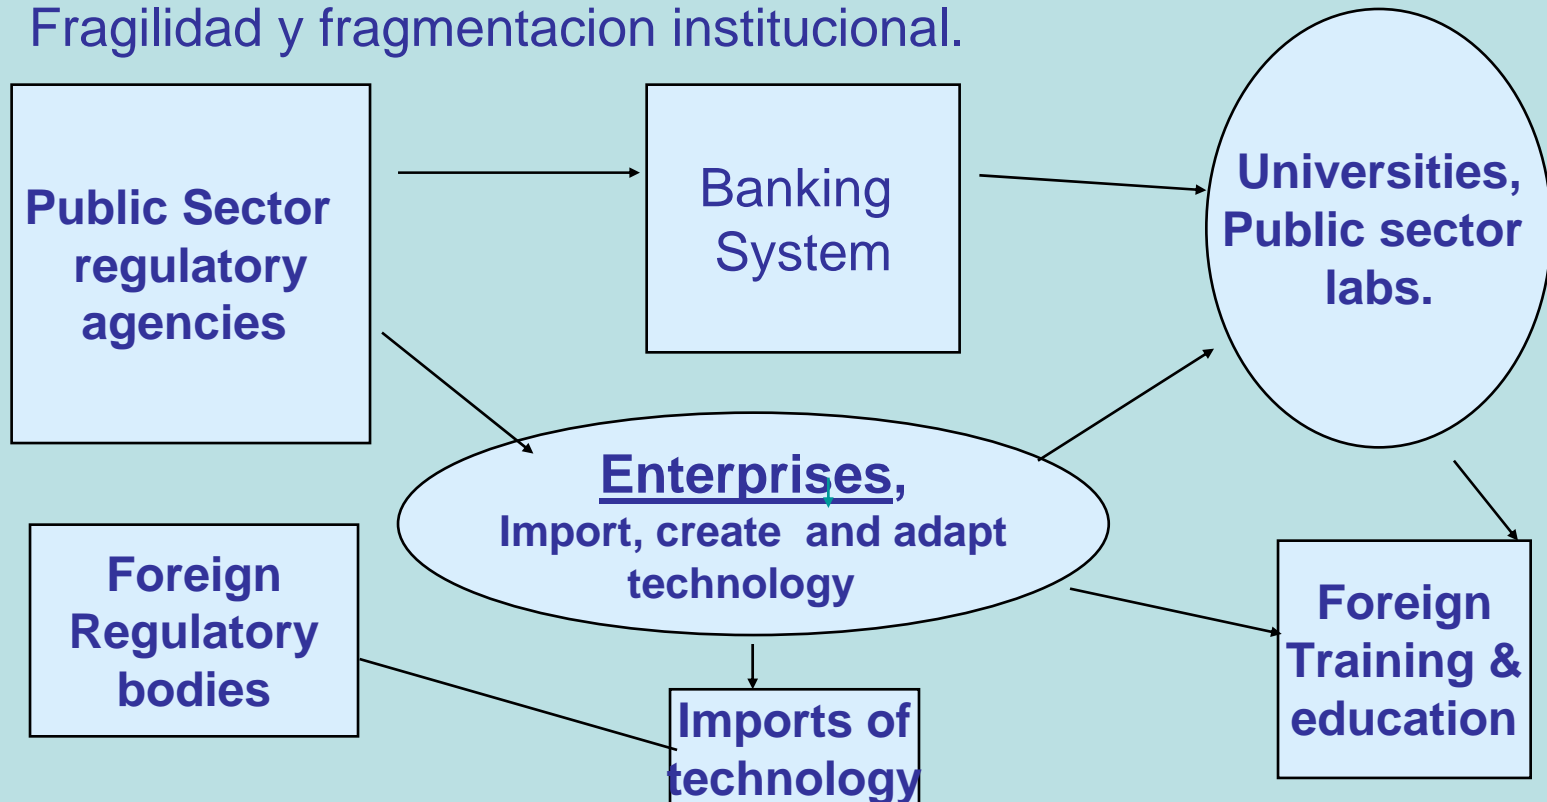 Fragilidad y fragmentacion institucional.
Public Sector
regulatory
agencies
Banking
System
Universities,
Public sector
labs.
Enterprises,
Import, create and adapt
technology
Foreign
Regulatory
bodies
Imports of
technology
Foreign
Training &
education